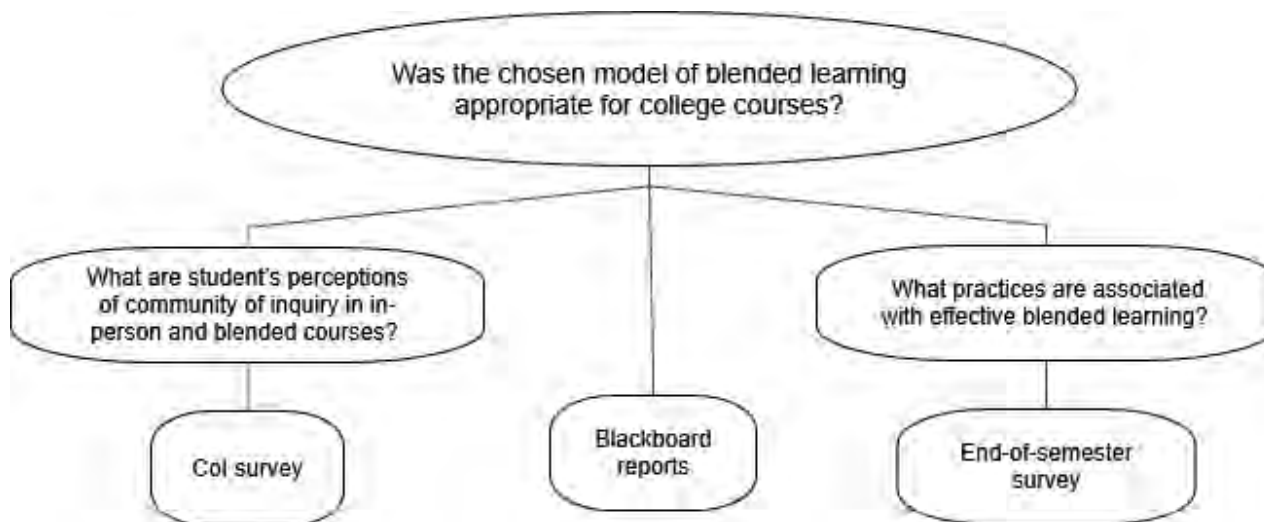 Was the chosen model of blended learning
appropriate for college courses?
What are student's perceptions
of community of inquiry in in-
person and blended courses?
What practices are associated
with effective blended learning?
CoI survey
Blackboard
reports
End-of-semester
survey